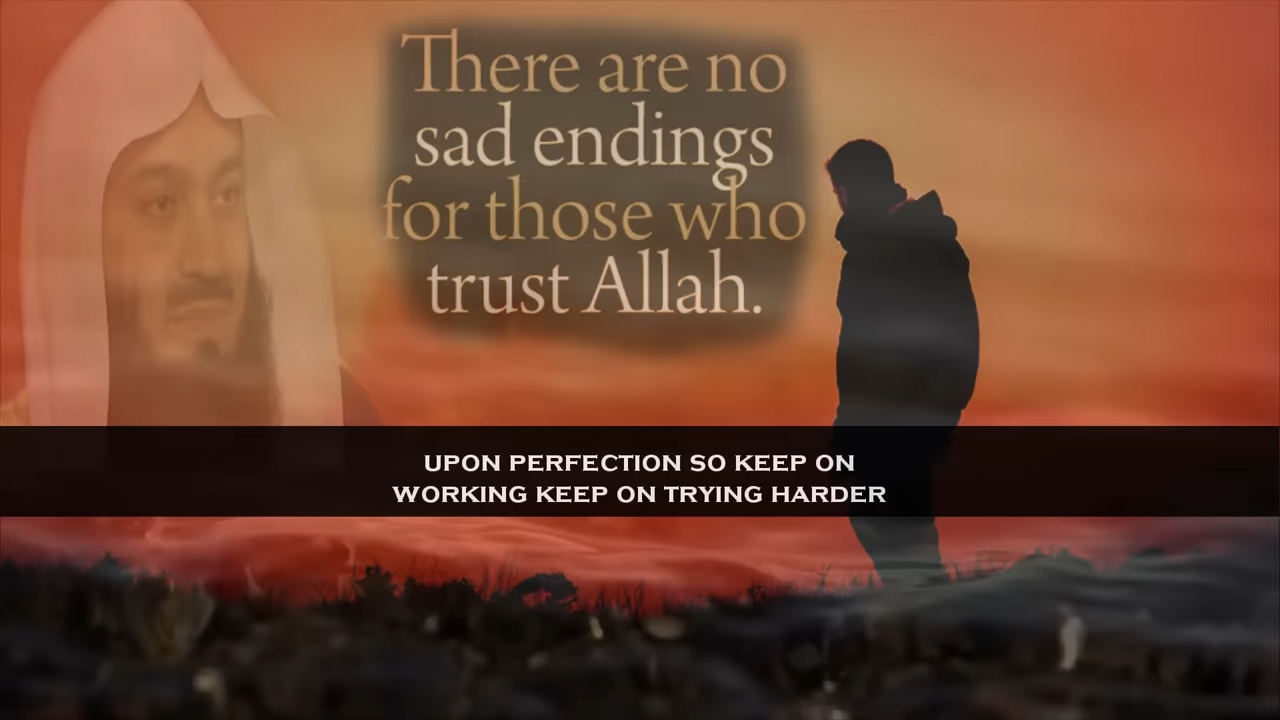 There are no
sad endings
for those who
trust Allah.
UPON PERFECTION SO KEEP ON
WORKING KEEP ON TRYING HARDER